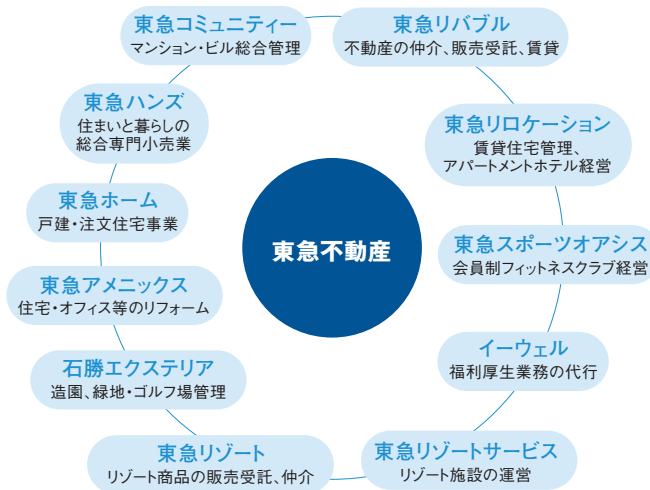 東急コミュニティー
マンション・ビル総合管理
東急リバブル
不動産の仲介、販売受託、賃貸
東急ハンズ
住まいと暮らしの
総合専門小売業
東急リロケーション
賃貸住宅管理、
アパートメントホテル経営
東急ホーム
戸建・注文住宅事業
東急不動産
東急スポーツオアシス
会員制フィットネスクラブ経営
東急アメニックス
住宅・オフィス等のリフォーム
イーウェル
福利厚生業務の代行
石勝エクステリア
造園、緑地・ゴルフ場管理
東急リゾート
リゾート商品の販売受託、仲介
東急リゾートサービス
リゾート施設の運営